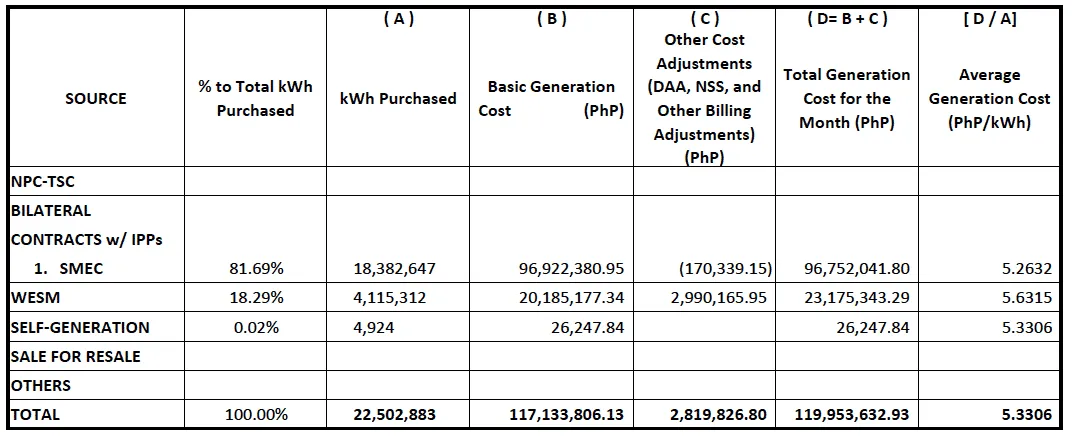 SOURCE | % to Total kWh Purchased | ( A ) kWh Purchased | ( B ) Basic Generation Cost (PhP) | ( C ) Other Cost Adjustments (DAA, NSS, and Other Billing Adjustments) (PhP) | ( D= B + C ) Total Generation Cost for the Month (PhP) | [ D / A] Average Generation Cost (PhP/kWh)
NPC-TSC
BILATERAL
CONTRACTS w/ IPPs
1. SMEC | 81.69% | 18,382,647 | 96,922,380.95 | (170,339.15) | 96,752,041.80 | 5.2632
WESM | 18.29% | 4,115,312 | 20,185,177.34 | 2,990,165.95 | 23,175,343.29 | 5.6315
SELF-GENERATION | 0.02% | 4,924 | 26,247.84 | | 26,247.84 | 5.3306
SALE FOR RESALE
OTHERS
TOTAL | 100.00% | 22,502,883 | 117,133,806.13 | 2,819,826.80 | 119,953,632.93 | 5.3306